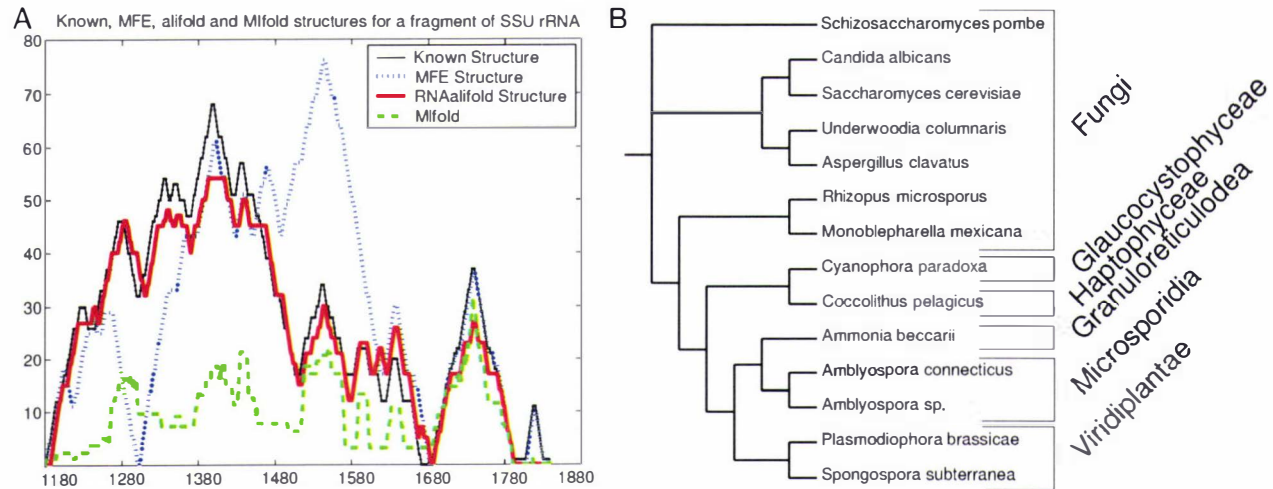 A
Known, MFE, alifold and Mlfold structures for a fragment of SSU rRNA
80
70
60
50
40
30
20
10
1180 1280 1380 1480 1580 1680 1780 1880
Known Structure
MFE Structure
RNAalifold Structure
Mlfold
B
Schizosaccharomyces pombe
Candida albicans
Saccharomyces cerevisiae
Underwoodia columnaris
Aspergillus clavatus
Rhizopus microsporus
Monoblepharella mexicana
Cyanophora paradoxa
Coccolithus pelagicus
Ammonia beccarii
Amblyospora connecticus
Amblyospora sp.
Plasmodiophora brassicae
Spongospora subterranea
Fungi
Glaucocystophyceae
Haptophyceae
Granuloreticulodea
Microsporidia
Viridiplantae